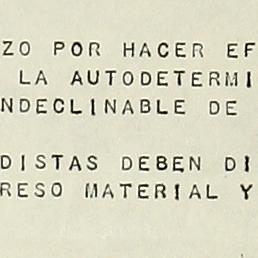 ZO POR HACER EF
LA AUTODETERMI
NDECLINABLE DE
DISTAS DEBEN DI
RESO MATERIAL Y